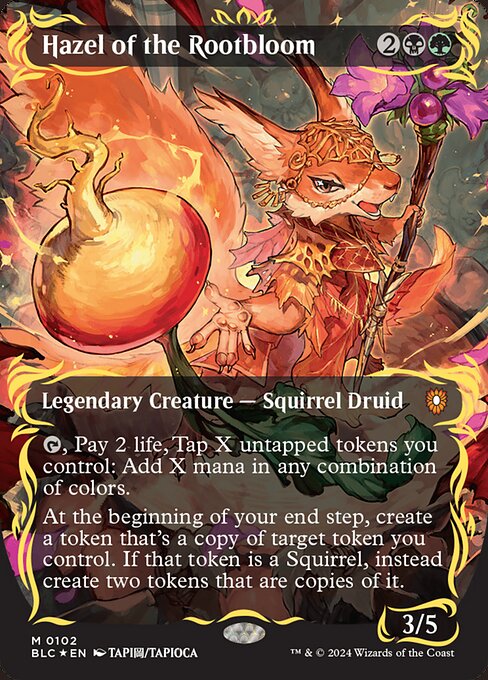 Hazel of the Rootbloom 2
Legendary Creature — Squirrel Druid
, Pay 2 life, Tap X untapped tokens you
control: Add X mana in any combination
of colors.
At the beginning of your end step, create
a token that's a copy of target token you
control. If that token is a Squirrel, instead
create two tokens that are copies of it.
3/5
M 0102
BLC★EN TAPI岡/TAPIOCA
™ & © 2024 Wizards of the Coast